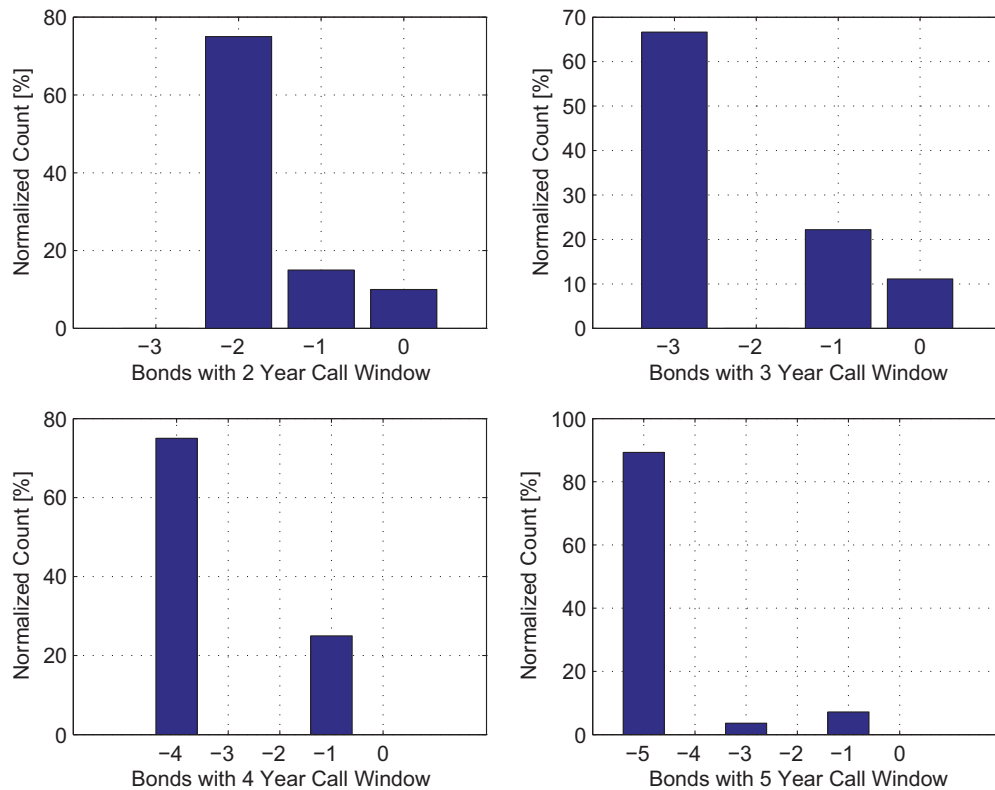 Normalized Count [%]
80
60
40
20
0
−3 −2 −1 0
Bonds with 2 Year Call Window
Normalized Count [%]
70
60
50
40
30
20
10
0
−3 −2 −1 0
Bonds with 3 Year Call Window
Normalized Count [%]
80
60
40
20
0
−4 −3 −2 −1 0
Bonds with 4 Year Call Window
Normalized Count [%]
100
80
60
40
20
0
−5 −4 −3 −2 −1 0
Bonds with 5 Year Call Window